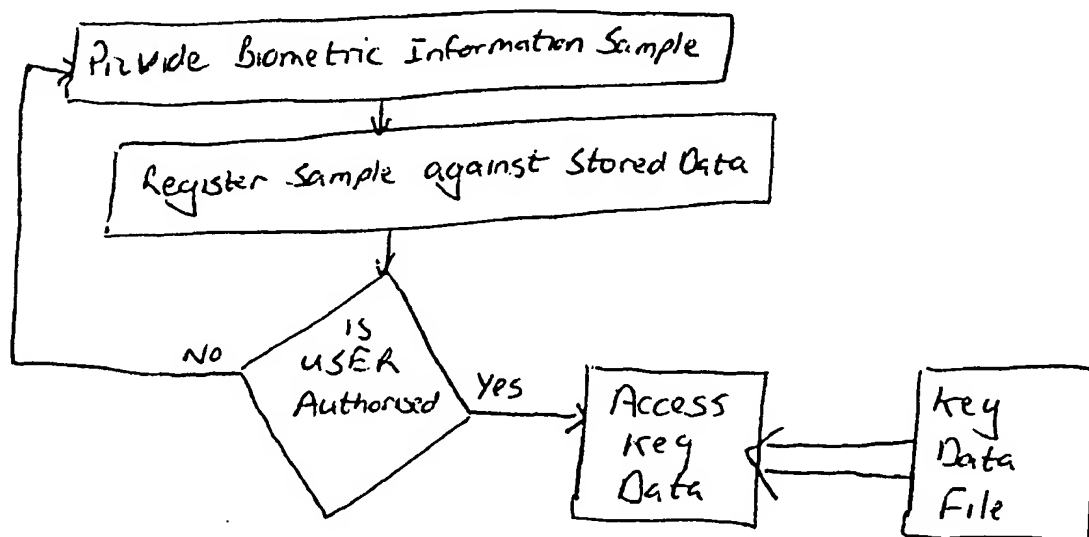 Provide Biometric Information Sample
Register Sample against Stored Data
Is
USER
Authorised
No
Yes
Access
Key
Data
Key
Data
File